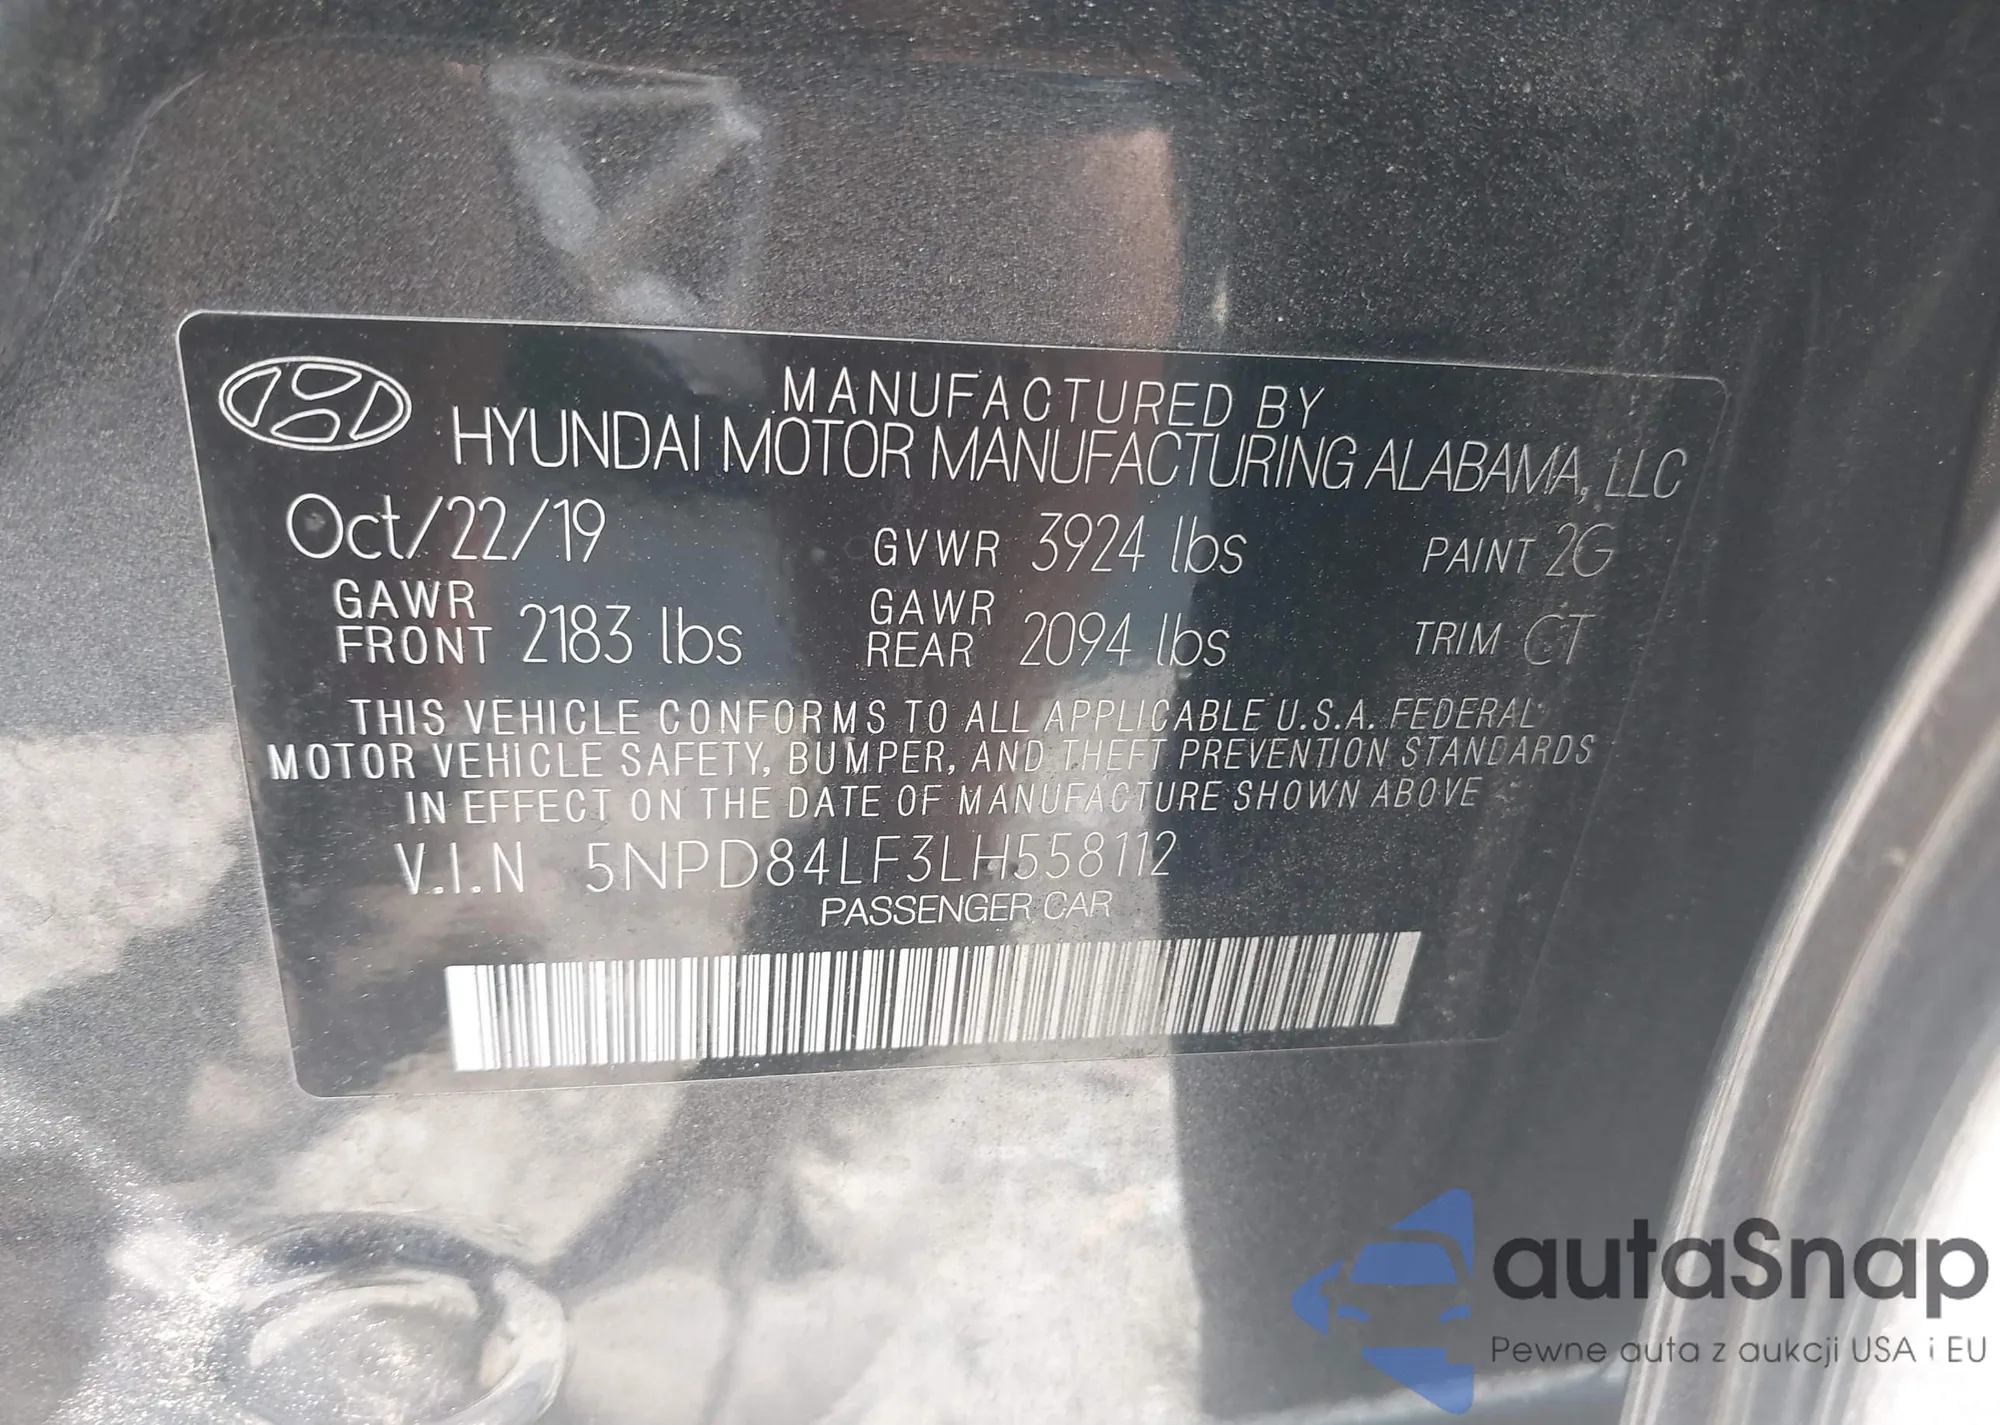 MANUFACTURED BY
HYUNDAI MOTOR MANUFACTURING ALABAMA, LLC
Oct/22/19 GVWR 3924 lbs PAINT 2G
GAWR FRONT 2183 lbs GAWR REAR 2094 lbs TRIM CT
THIS VEHICLE CONFORMS TO ALL APPLICABLE U.S.A. FEDERAL
MOTOR VEHICLE SAFETY, BUMPER, AND THEFT PREVENTION STANDARDS
IN EFFECT ON THE DATE OF MANUFACTURE SHOWN ABOVE
V.I.N 5NPD84LF3LH558112
PASSENGER CAR
autaSnap
Pewne auta z aukcji USA i EU